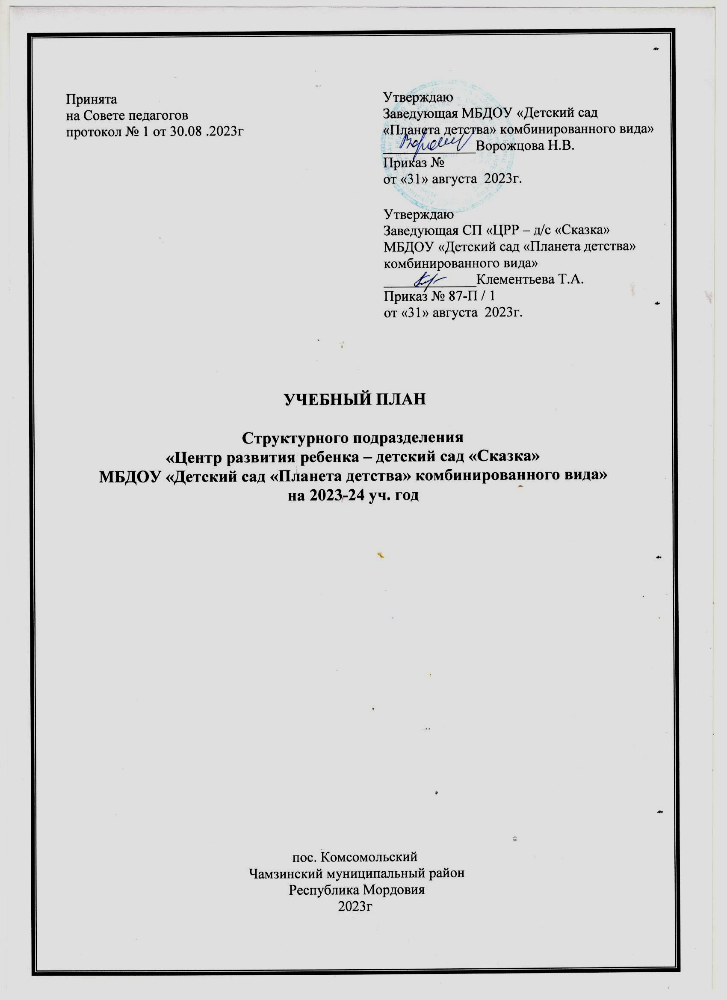 Принята
на Совете педагогов
протокол № 1 от 30.08 .2023г
Утверждаю
Заведующая МБДОУ «Детский сад
«Планета детства» комбинированного вида»
Ворожцова Н.В.
Приказ №
от «31» августа 2023г.
Утверждаю
Заведующая СП «ЦРР – д/с «Сказка»
МБДОУ «Детский сад «Планета детства»
комбинированного вида»
Клементьева Т.А.
Приказ № 87-П / 1
от «31» августа 2023г.
УЧЕБНЫЙ ПЛАН
Структурного подразделения
«Центр развития ребенка – детский сад «Сказка»
МБДОУ «Детский сад «Планета детства» комбинированного вида»
на 2023-24 уч. год
пос. Комсомольский
Чамзинский муниципальный район
Республика Мордовия
2023г